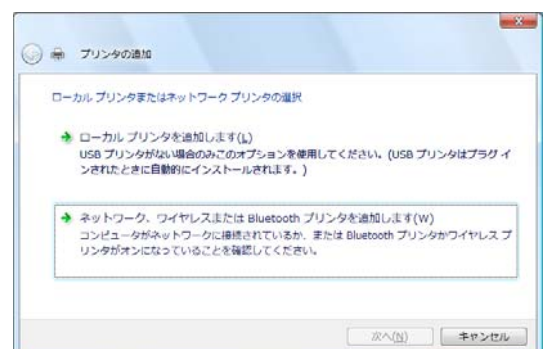 プリンタの追加
ローカル プリンタまたはネットワーク プリンタの選択
ローカル プリンタを追加します(L)
USB プリンタがない場合のみこのオプションを使用してください。(USB プリンタはプラグ イ
ンされたときに自動的にインストールされます。)
ネットワーク、ワイヤレスまたは Bluetooth プリンタを追加します(W)
コンピュータがネットワークに接続されているか、または Bluetooth プリンタかワイヤレス プ
リンタがオンになっていることを確認してください。
次へ(N)
キャンセル